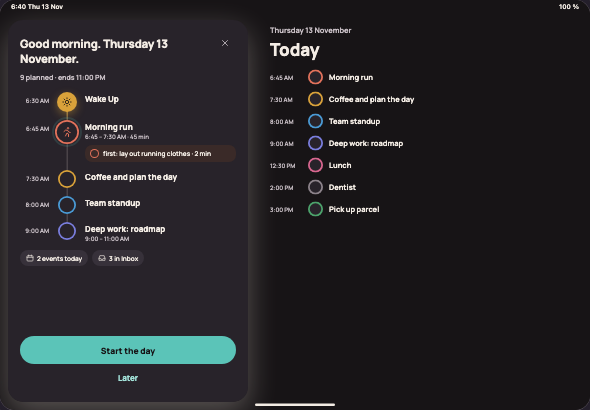 6:40 Thu 13 Nov
100 %
Good morning. Thursday 13
November.
9 planned · ends 11:00 PM
6:30 AM Wake Up
6:45 AM Morning run
6:45 – 7:30 AM · 45 min
first: lay out running clothes · 2 min
7:30 AM Coffee and plan the day
8:00 AM Team standup
9:00 AM Deep work: roadmap
9:00 – 11:00 AM
2 events today 3 in Inbox
Start the day
Later
Thursday 13 November
Today
6:45 AM Morning run
7:30 AM Coffee and plan the day
8:00 AM Team standup
9:00 AM Deep work: roadmap
12:30 PM Lunch
2:00 PM Dentist
3:00 PM Pick up parcel